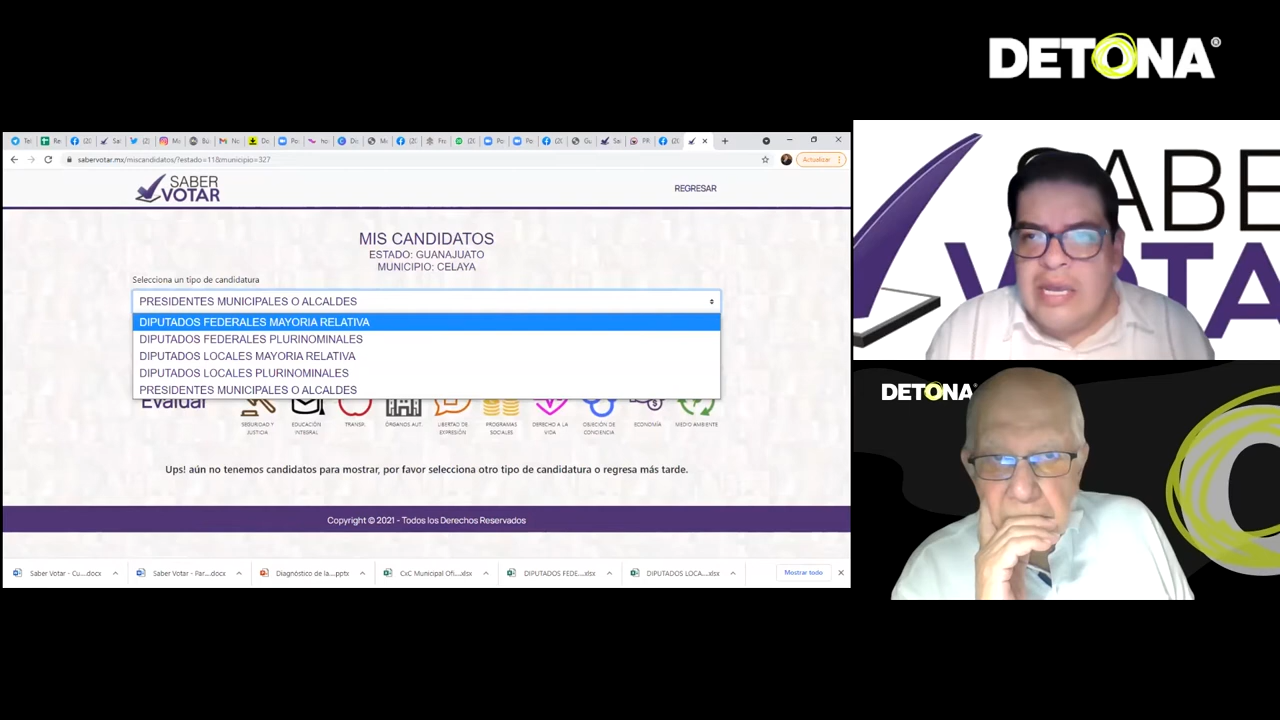 DETONA®
sabervotar.mx/miscandidatos/?estado=11&municipio=327
Actualizar
SABER
VOTAR
REGRESAR
MIS CANDIDATOS
ESTADO: GUANAJUATO
MUNICIPIO: CELAYA
Selecciona un tipo de candidatura
PRESIDENTES MUNICIPALES O ALCALDES
DIPUTADOS FEDERALES MAYORIA RELATIVA
DIPUTADOS FEDERALES PLURINOMINALES
DIPUTADOS LOCALES MAYORIA RELATIVA
DIPUTADOS LOCALES PLURINOMINALES
PRESIDENTES MUNICIPALES O ALCALDES
Evaluar
SEGURIDAD Y JUSTICIA
EDUCACIÓN INTEGRAL
TRANSP.
ÓRGANOS AUT.
LIBERTAD DE EXPRESIÓN
PROGRAMAS SOCIALES
DERECHO A LA VIDA
OBJECIÓN DE CONCIENCIA
ECONOMÍA
MEDIO AMBIENTE
Ups! aún no tenemos candidatos para mostrar, por favor selecciona otro tipo de candidatura o regresa más tarde.
Copyright © 2021 - Todos los Derechos Reservados
Saber Votar - Cu....docx
Saber Votar - Par....docx
Diagnóstico de la....pptx
CxC Municipal Ofi....xlsx
DIPUTADOS FEDE....xlsx
DIPUTADOS LOCA....xlsx
Mostrar todo
SABE
VOTA
DETONA